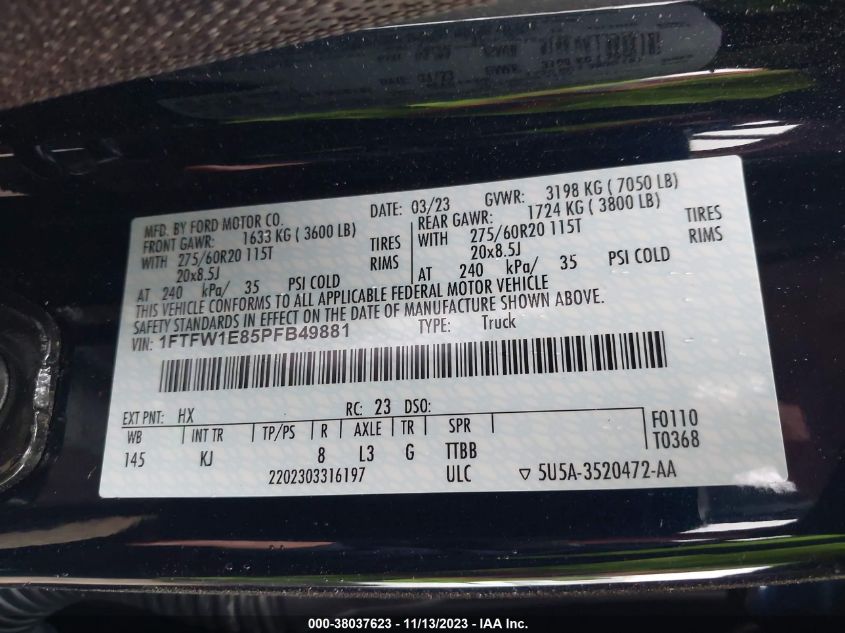 MFD. BY FORD MOTOR CO. DATE: 03/23 GVWR: 3198 KG ( 7050 LB)
FRONT GAWR: 1633 KG ( 3600 LB) REAR GAWR: 1724 KG ( 3800 LB)
WITH 275/60R20 115T TIRES WITH 275/60R20 115T TIRES
20x8.5J RIMS 20x8.5J RIMS
AT 240 kPa/ 35 PSI COLD AT 240 kPa/ 35 PSI COLD
THIS VEHICLE CONFORMS TO ALL APPLICABLE FEDERAL MOTOR VEHICLE
SAFETY STANDARDS IN EFFECT ON THE DATE OF MANUFACTURE SHOWN ABOVE.
VIN: 1FTFW1E85PFB49881 TYPE: Truck
EXT PNT: HX RC: 23 DSO:
WB INT TR TP/PS R AXLE TR SPR F0110
145 KJ 8 L3 G TTBB T0368
2202303316197 ULC ▽ 5U5A-3520472-AA
000-38037623 - 11/13/2023 - IAA Inc.